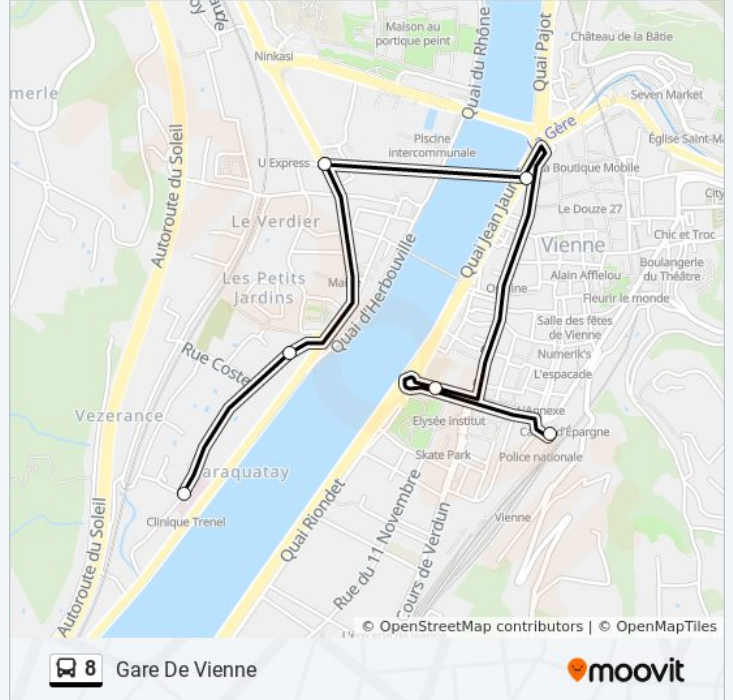 Maison au
portique peint
Château de la Bâtie
Quai du Rhône
Quai Pajot
Ninkasi
merle
Seven Market
La Gère
Piscine
intercommunale
Église Saint-M
U Express
la Boutique Mobile
Autoroute du Soleil
City
Le Douze 27
Le Verdier
Quai Jean Jaur
Chic et Troc
Vienne
Boulangerie
du Théâtre
Alain Afflelou
Les Petits
Jardins
Quai d'Herbouville
Fleurir le monde
Salle des fêtes
de Vienne
Numerik's
Rue Coste
L'espacade
Vezerance
L'Annexe
Elysée institut
d'Épargne
Skate Park
Police nationale
araquatay
Clinique Trenel
Quai Riondet
Rue du 11 Novembre
Cours de Verdun
Vienne
Autoroute du Soleil
© OpenStreetMap contributors | © OpenMapTiles
8 Gare De Vienne
moovit